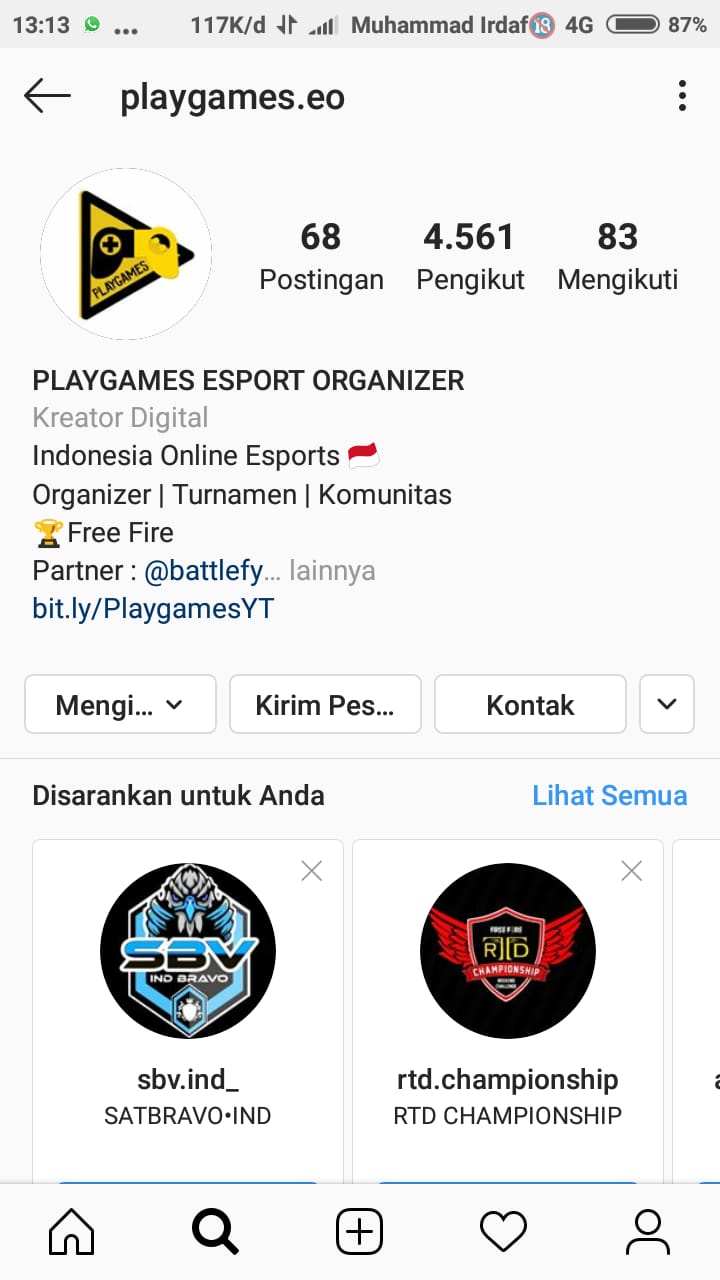 13:13 ... 117K/d Muhammad Irdaf🔞 4G 87%
playgames.eo
PLAYGAMES
68 4.561 83
Postingan Pengikut Mengikuti
PLAYGAMES ESPORT ORGANIZER
Kreator Digital
Indonesia Online Esports 🇮🇩
Organizer | Turnamen | Komunitas
🏆Free Fire
Partner : @battlefy... lainnya
bit.ly/PlaygamesYT
Mengi... Kirim Pes... Kontak
Disarankan untuk Anda Lihat Semua
SBV
IND BRAVO
FREE FIRE
RTD
CHAMPIONSHIP
sbv.ind_ rtd.championship
SATBRAVO•IND RTD CHAMPIONSHIP